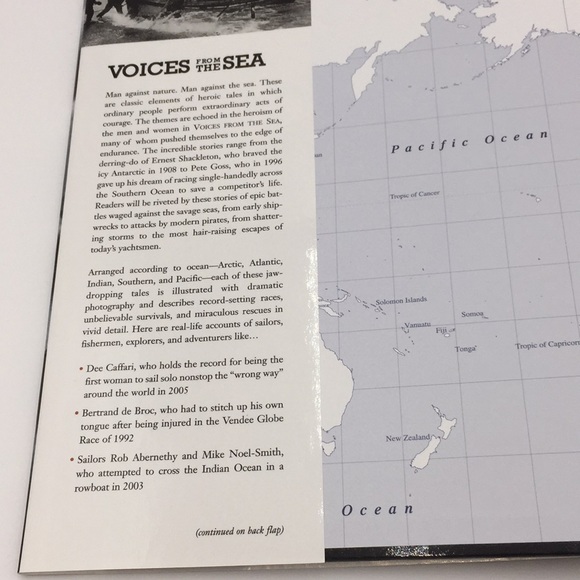 VOICES FROM THE SEA
Man against nature. Man against the sea. These
are classic elements of heroic tales in which
ordinary people perform extraordinary acts of
courage. The themes are echoed in the heroism of
the men and women in VOICES FROM THE SEA,
many of whom pushed themselves to the edge of
endurance. The incredible stories range from the
derring-do of Ernest Shackleton, who braved the
icy Antarctic in 1908 to Pete Goss, who in 1996
gave up his dream of racing single-handedly across
the Southern Ocean to save a competitor's life.
Readers will be riveted by these stories of epic bat-
tles waged against the savage seas, from early ship-
wrecks to attacks by modern pirates, from shatter-
ing storms to the most hair-raising escapes of
today's yachtsmen.
Arranged according to ocean—Arctic, Atlantic,
Indian, Southern, and Pacific—each of these jaw-
dropping tales is illustrated with dramatic
photography and describes record-setting races,
unbelievable survivals, and miraculous rescues in
vivid detail. Here are real-life accounts of sailors,
fishermen, explorers, and adventurers like...
• Dee Caffari, who holds the record for being the
first woman to sail solo nonstop the "wrong way"
around the world in 2005
• Bertrand de Broc, who had to stitch up his own
tongue after being injured in the Vendee Globe
Race of 1992
• Sailors Rob Abernethy and Mike Noel-Smith,
who attempted to cross the Indian Ocean in a
rowboat in 2003
(continued on back flap)
Pacific Ocean
Tropic of Cancer
Solomon Islands
Samoa
Vanuatu
Fiji
Tonga
Tropic of Capricorn
New Zealand
Ocean